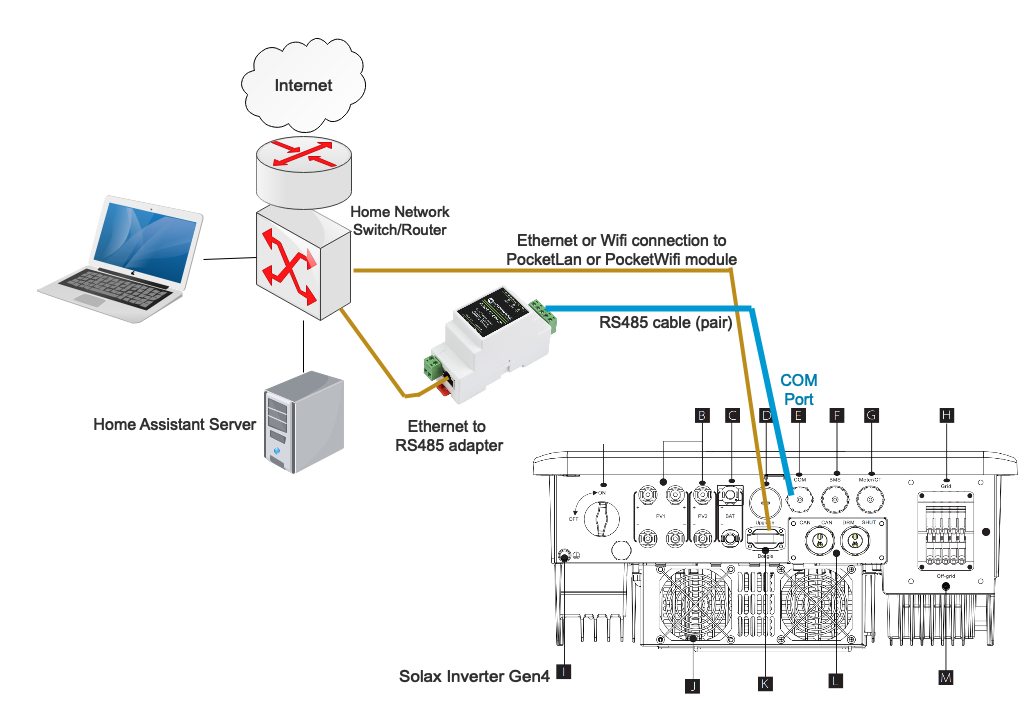 Internet
Home Network
Switch/Router
Ethernet or Wifi connection to
PocketLan or PocketWifi module
RS485 cable (pair)
COM
Port
Home Assistant Server
Ethernet to
RS485 adapter
B
C
D
E
F
G
H
ON
OFF
PV1
PV2
BAT
Upgrade
COM
BMS
Meter/CT
Grid
CAN
CAN
DRM
SHUT
Dongle
Off-grid
Solax Inverter Gen4
I
J
K
L
M